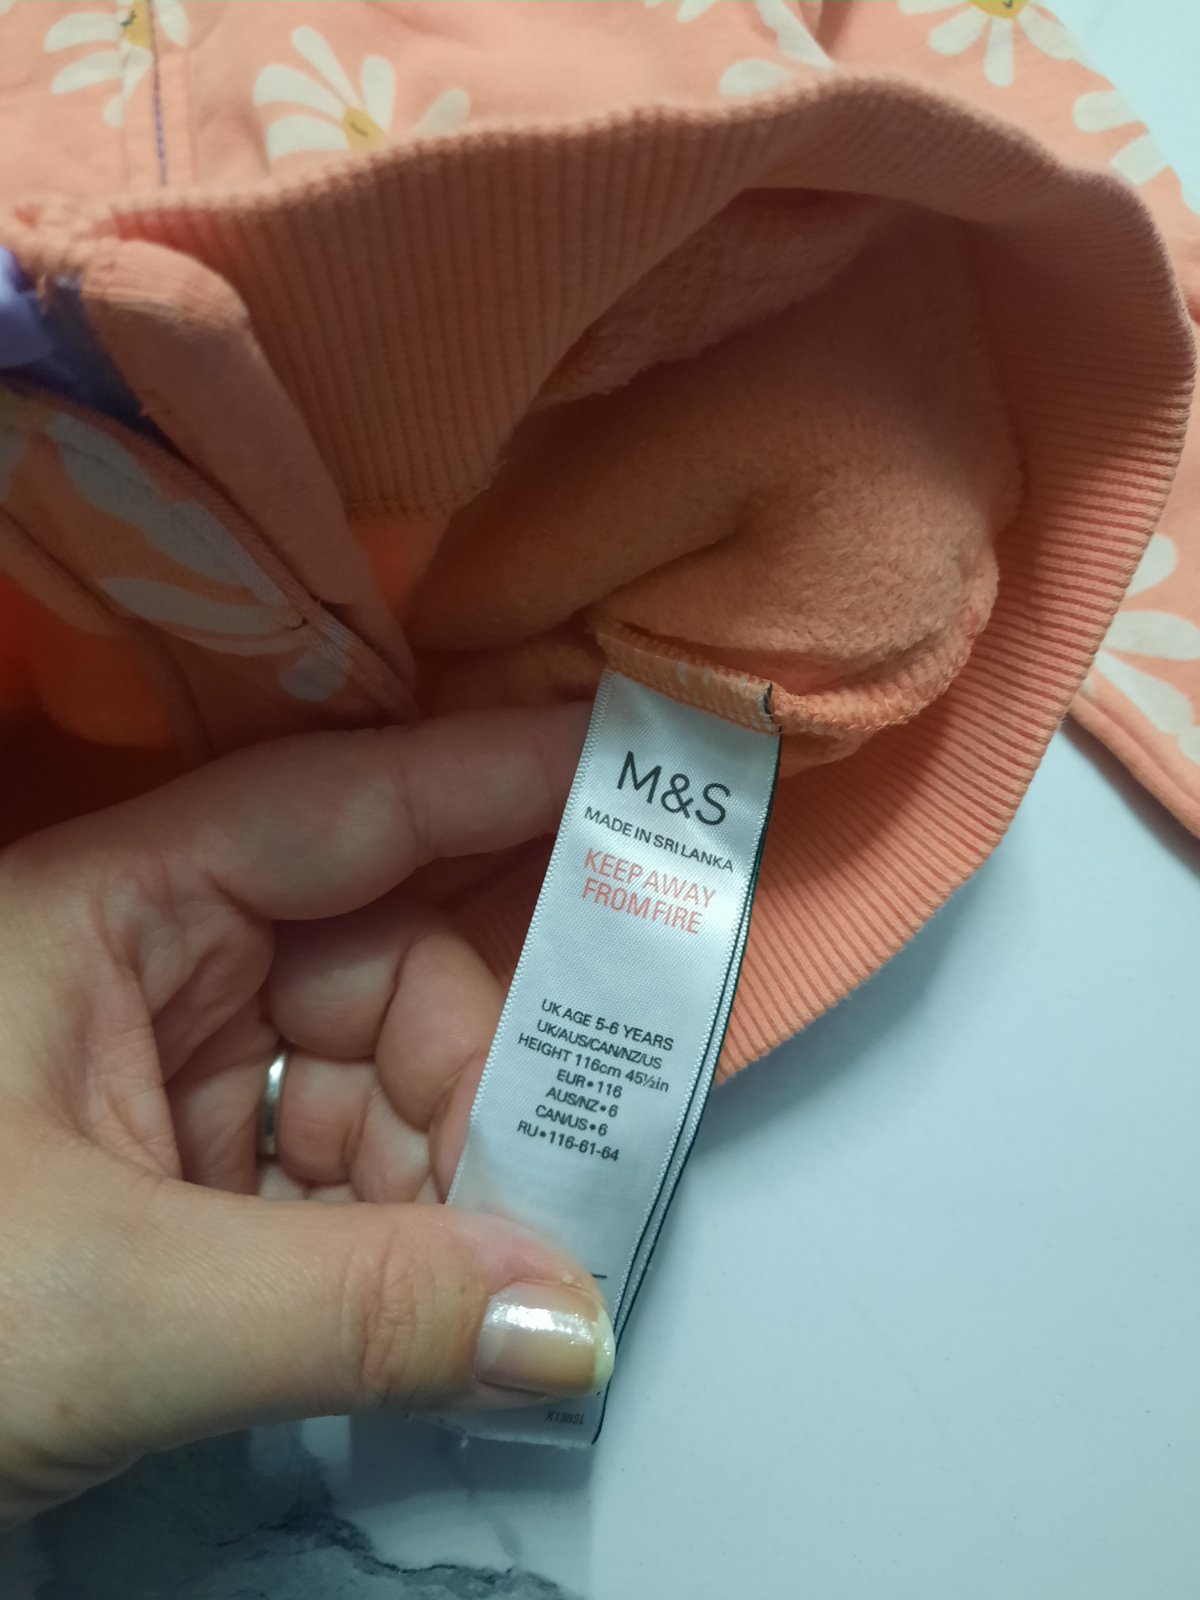 M&S
MADE IN SRI LANKA
KEEP AWAY
FROM FIRE
UK AGE 5-6 YEARS
UK/AUS/CAN/NZ/US
HEIGHT 116cm 45½in
EUR•116
AUS/NZ•6
CAN/US•6
RU•116-61-64